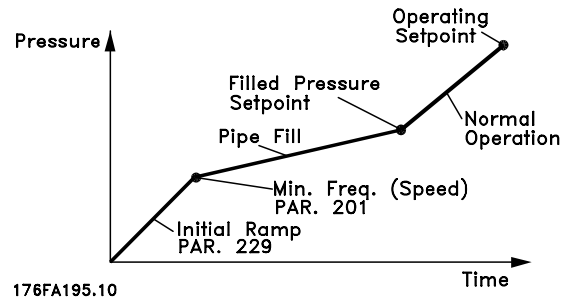 Operating
Setpoint
Pressure
Filled Pressure
Setpoint
Normal
Operation
Pipe Fill
Min. Freq. (Speed)
PAR. 201
Initial Ramp
PAR. 229
Time
176FA195.10